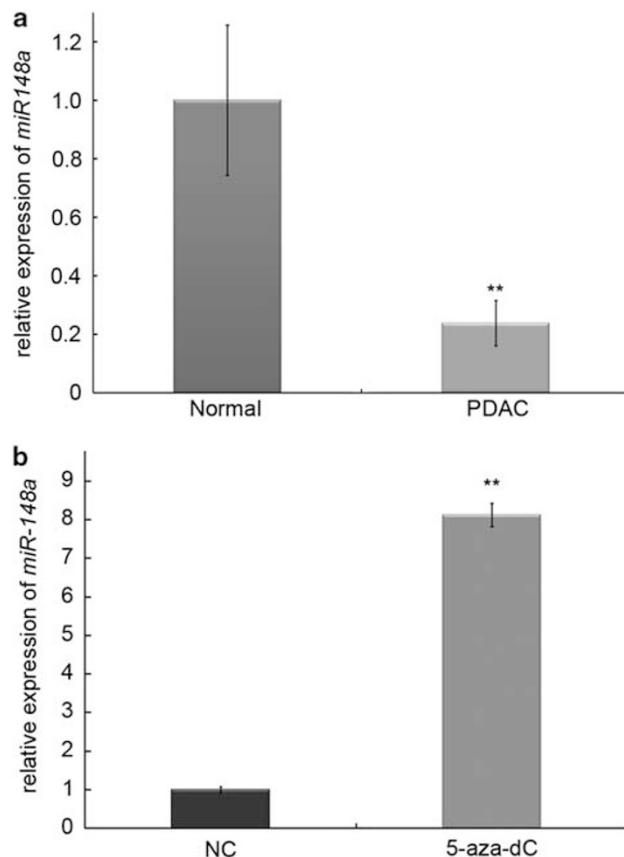 a
relative expression of miR148a
1.2
1.0
0.8
0.6
0.4
0.2
0
**
Normal
PDAC
b
relative expression of miR-148a
9
8
7
6
5
4
3
2
1
0
**
NC
5-aza-dC